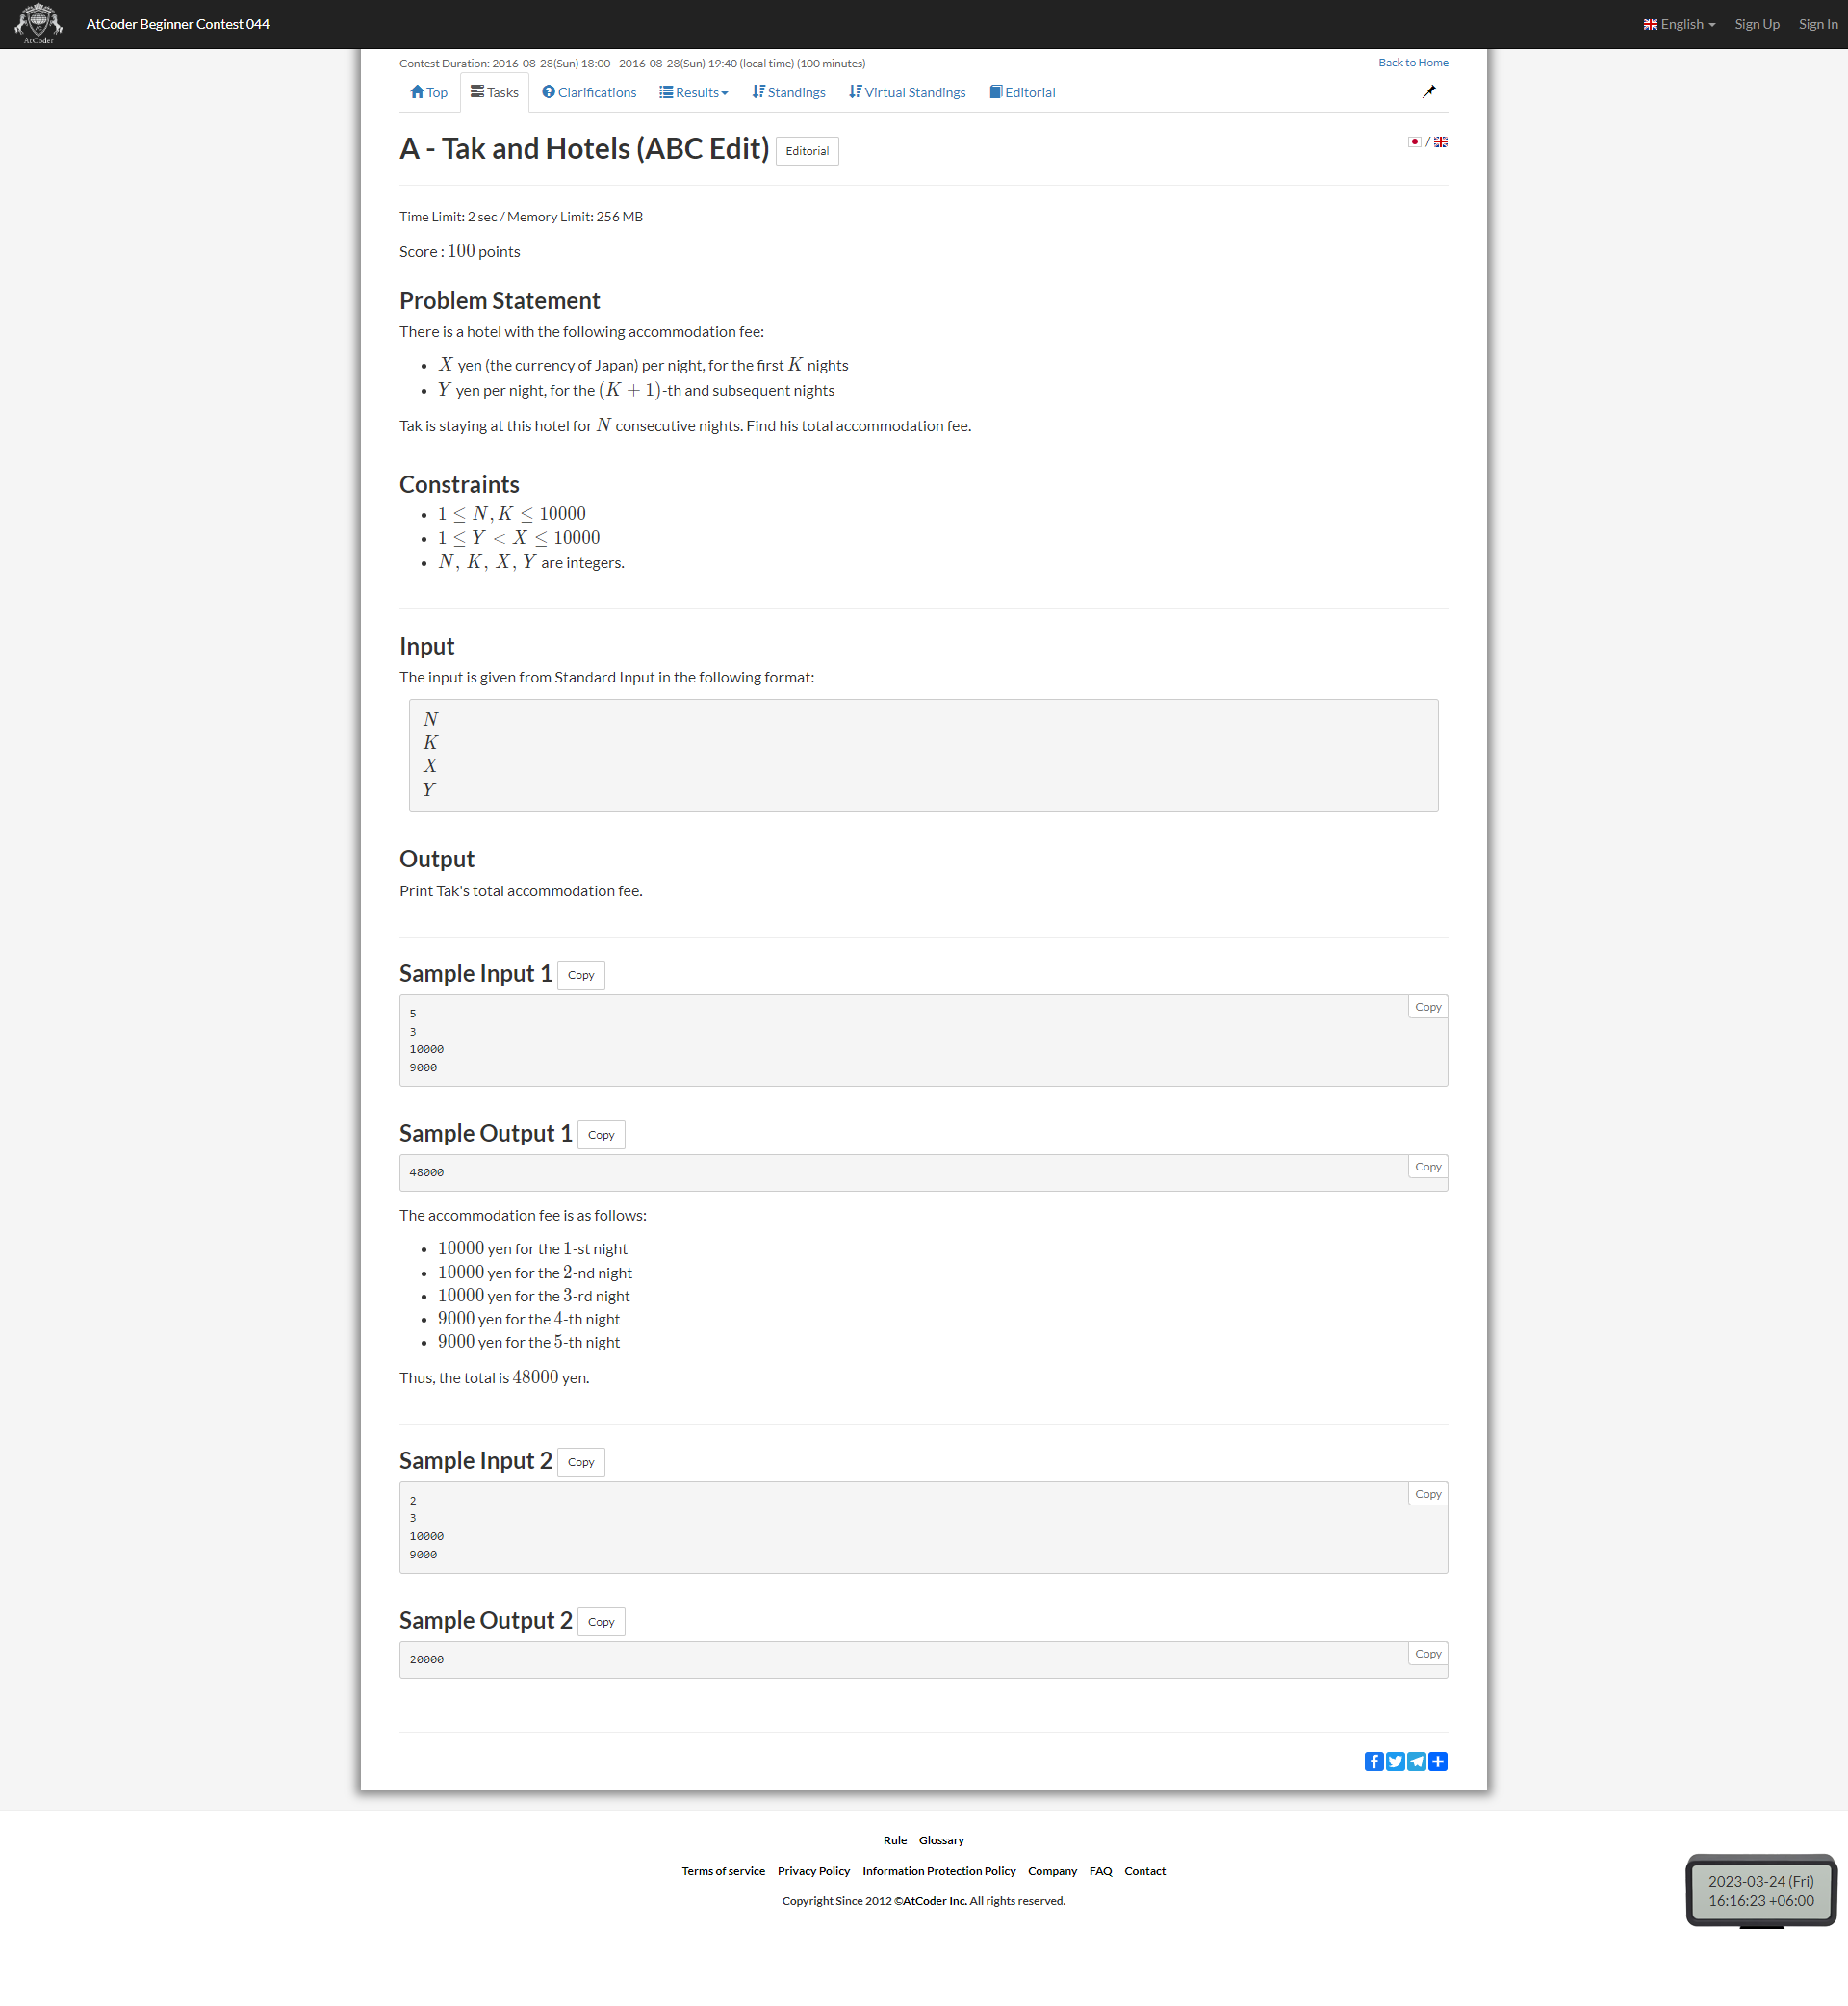 AtCoder
AtCoder Beginner Contest 044
English
Sign Up
Sign In
Contest Duration: 2016-08-28(Sun) 18:00 - 2016-08-28(Sun) 19:40 (local time) (100 minutes)
Back to Home
Top
Tasks
Clarifications
Results
Standings
Virtual Standings
Editorial
A - Tak and Hotels (ABC Edit)
Editorial
/
Time Limit: 2 sec / Memory Limit: 256 MB
Score : 100 points
Problem Statement
There is a hotel with the following accommodation fee:
• X yen (the currency of Japan) per night, for the first K nights
• Y yen per night, for the (K + 1)-th and subsequent nights
Tak is staying at this hotel for N consecutive nights. Find his total accommodation fee.
Constraints
• 1 ≤ N, K ≤ 10000
• 1 ≤ Y < X ≤ 10000
• N, K, X, Y are integers.
Input
The input is given from Standard Input in the following format:
N
K
X
Y
Output
Print Tak's total accommodation fee.
Sample Input 1
Copy
Copy
5
3
10000
9000
Sample Output 1
Copy
Copy
48000
The accommodation fee is as follows:
• 10000 yen for the 1-st night
• 10000 yen for the 2-nd night
• 10000 yen for the 3-rd night
• 9000 yen for the 4-th night
• 9000 yen for the 5-th night
Thus, the total is 48000 yen.
Sample Input 2
Copy
Copy
2
3
10000
9000
Sample Output 2
Copy
Copy
20000
Rule Glossary
Terms of service Privacy Policy Information Protection Policy Company FAQ Contact
Copyright Since 2012 ©AtCoder Inc. All rights reserved.
2023-03-24 (Fri)
16:16:23 +06:00